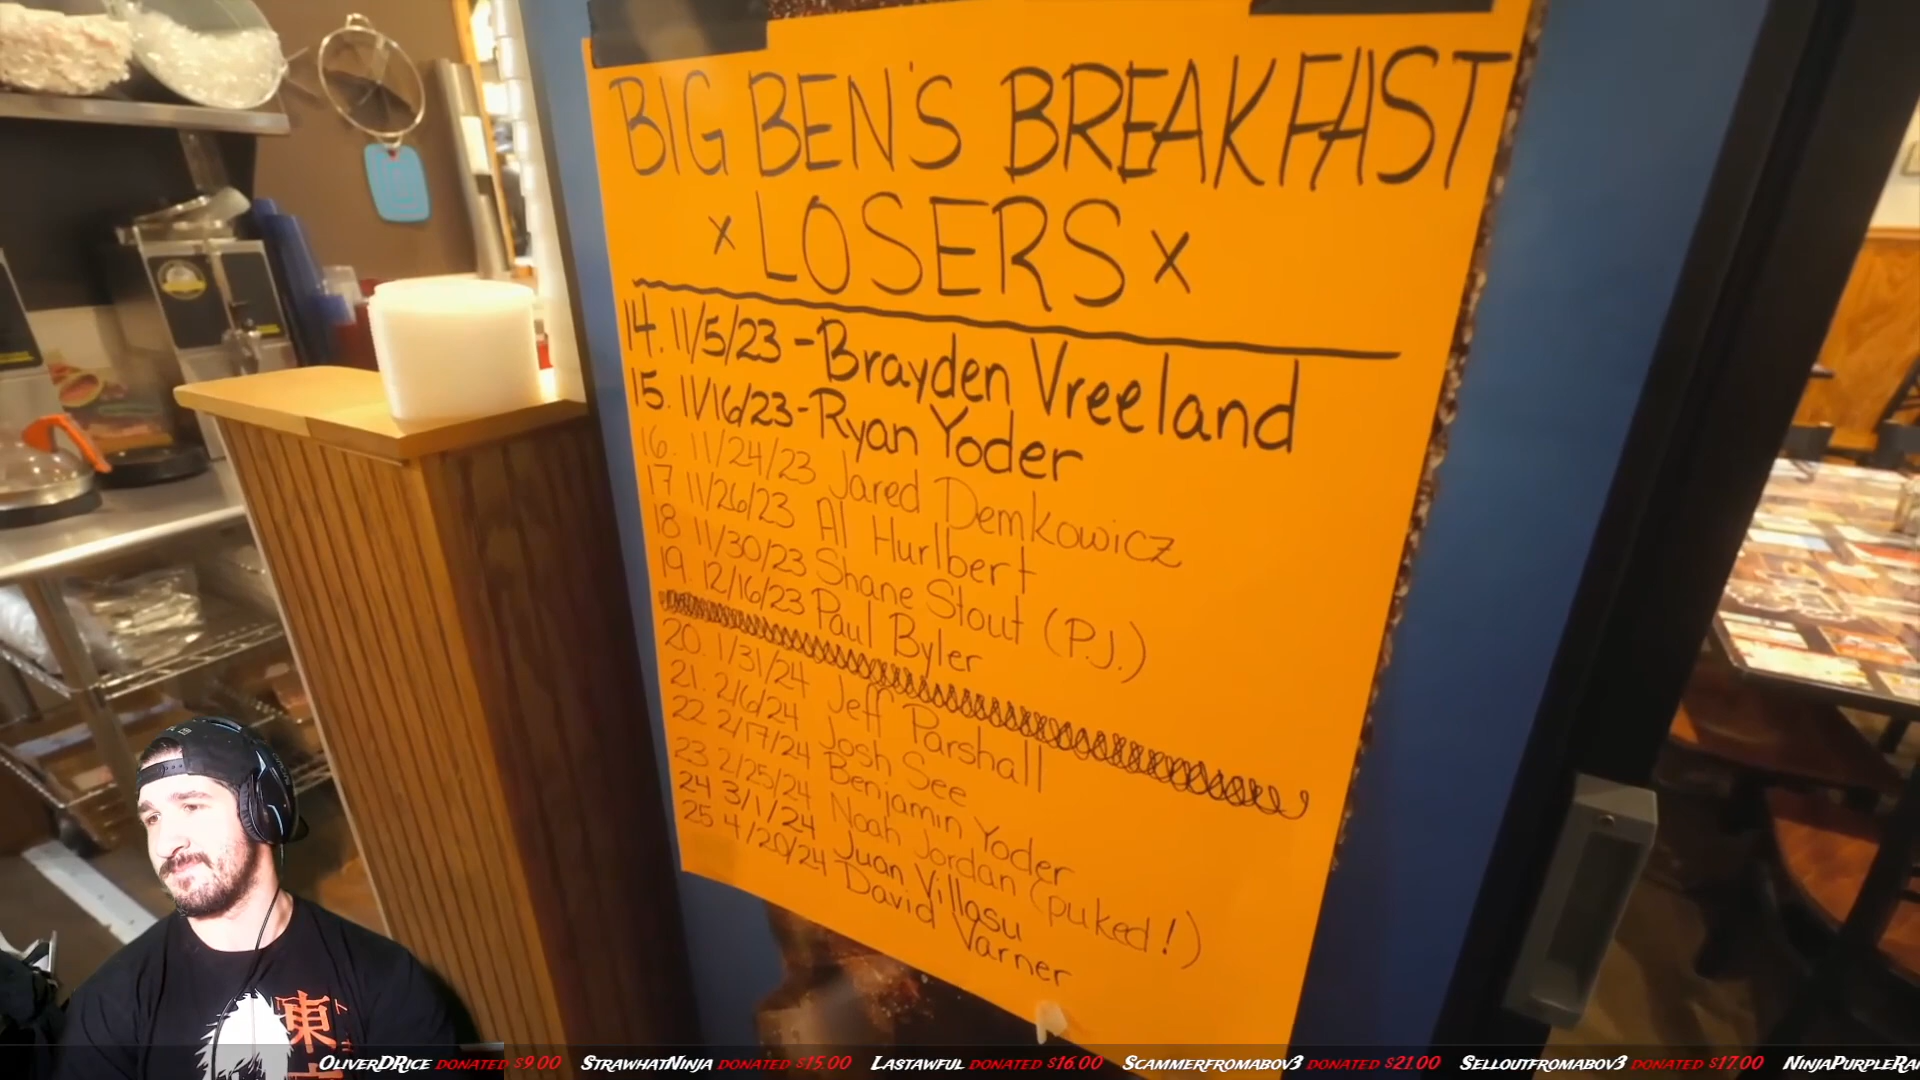 BIG BEN'S BREAKFAST
x LOSERS x
14. 11/5/23 - Brayden Vreeland
15. 11/16/23 - Ryan Yoder
16. 11/24/23 Jared Demkowicz
17 11/26/23 Al Hurlbert
18 11/30/23 Shane Stout (P.J.)
19. 12/16/23 Paul Byler
20. 1/31/24 Jeff Parshall
21. 2/6/24 Josh See
22 2/17/24 Benjamin Yoder
23 2/25/24 Noah Jordan (puked!)
24 3/1/24 Juan Villasu
25 4/20/24 David Varner
東
OliverDRice donated $9.00 StrawhatNinja donated $15.00 Lastawful donated $16.00 Scammerfromabov3 donated $21.00 Selloutfromabov3 donated $17.00